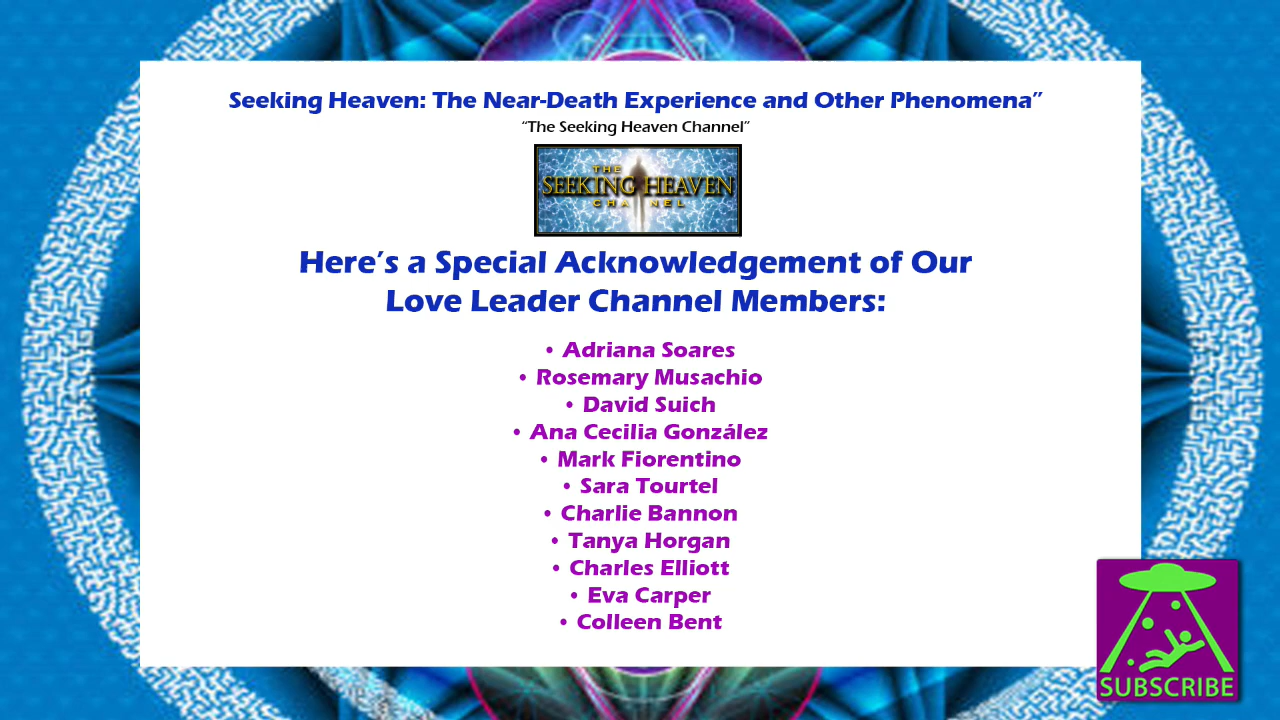 Seeking Heaven: The Near-Death Experience and Other Phenomena”
“The Seeking Heaven Channel”
THE
SEEKING HEAVEN
CHANNEL
Here’s a Special Acknowledgement of Our
Love Leader Channel Members:
• Adriana Soares
• Rosemary Musachio
• David Suich
• Ana Cecilia González
• Mark Fiorentino
• Sara Tourtel
• Charlie Bannon
• Tanya Horgan
• Charles Elliott
• Eva Carper
• Colleen Bent
SUBSCRIBE